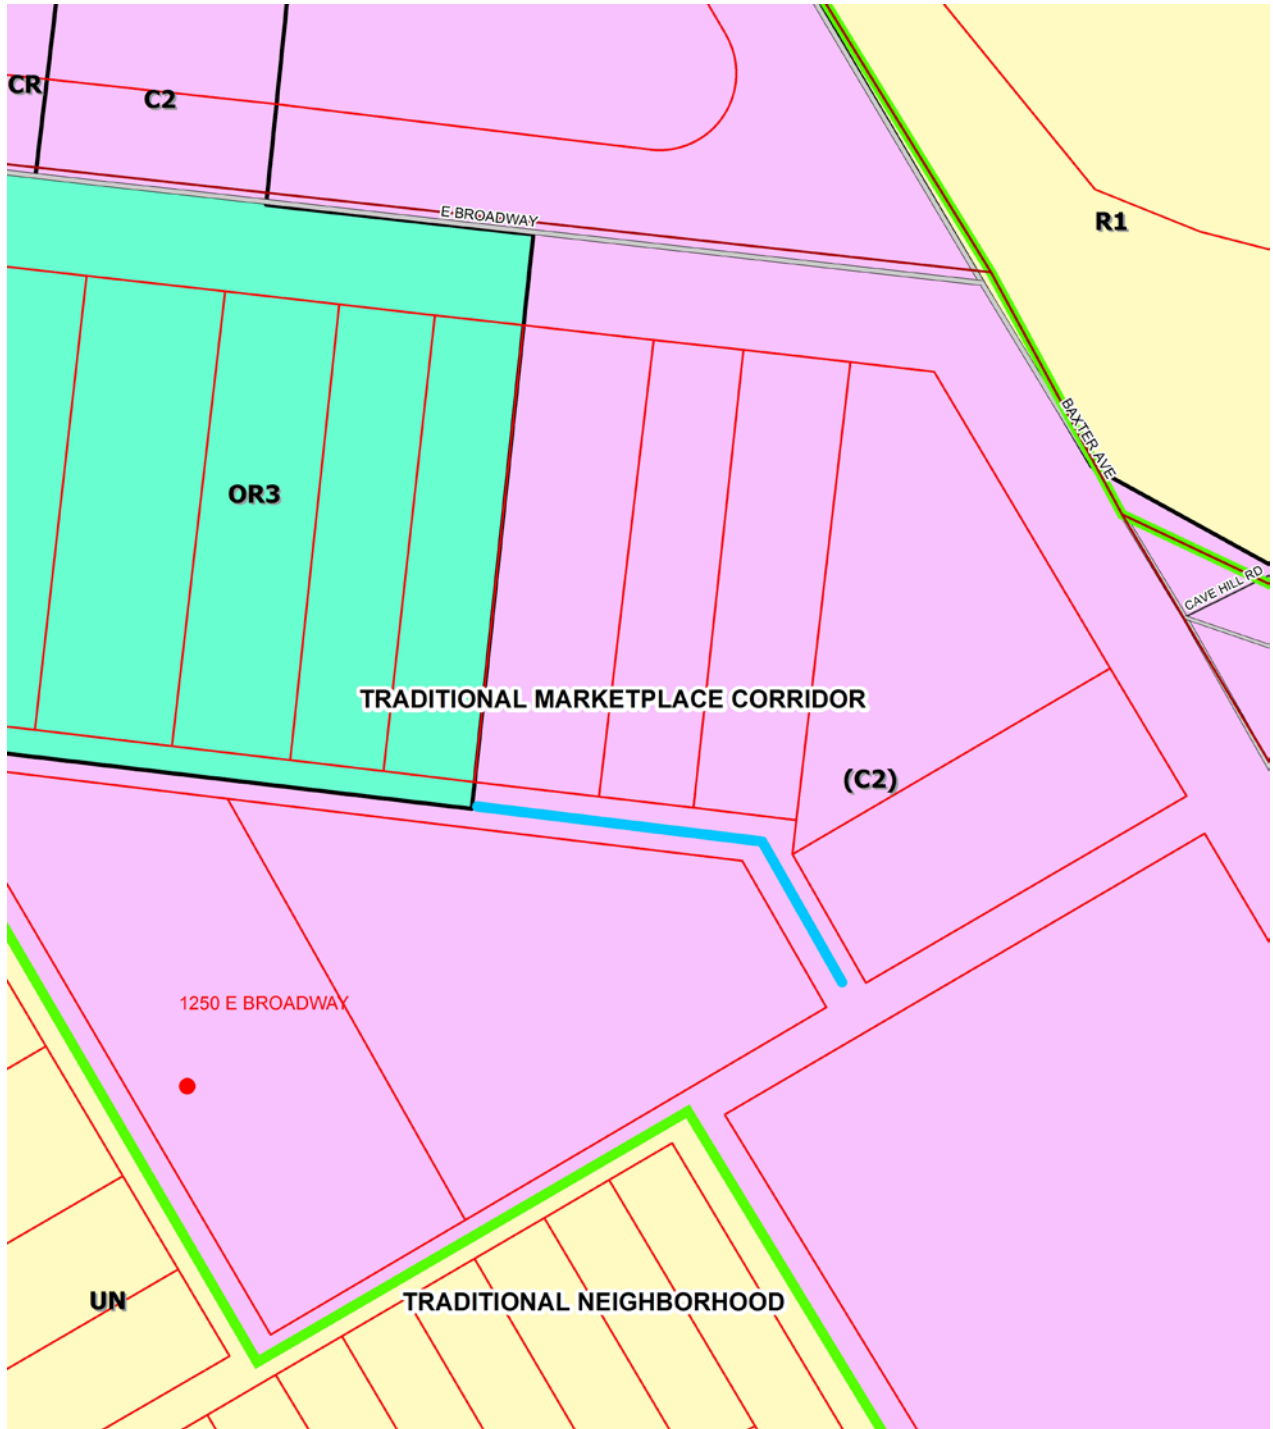 CR
C2
E BROADWAY
R1
BAXTER AVE
OR3
CAVE HILL RD
TRADITIONAL MARKETPLACE CORRIDOR
(C2)
1250 E BROADWAY
UN
TRADITIONAL NEIGHBORHOOD